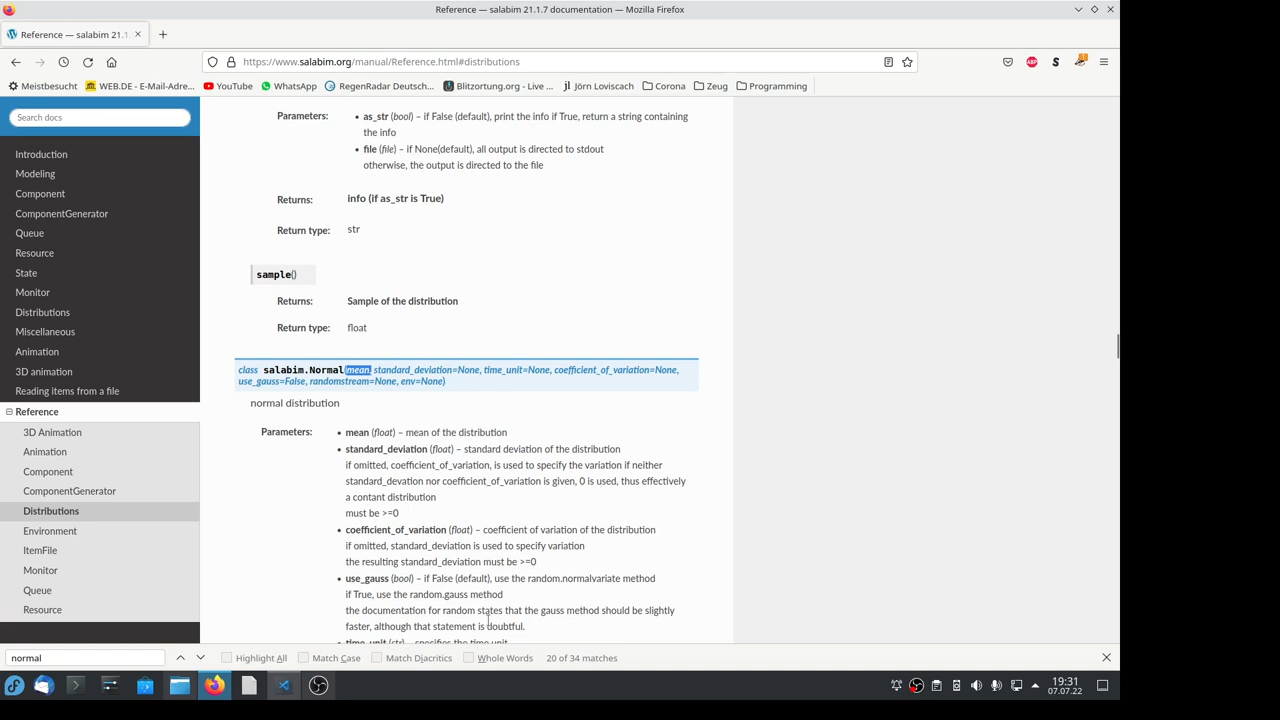 Reference — salabim 21.1.7 documentation — Mozilla Firefox
Reference — salabim 21.1
https://www.salabim.org/manual/Reference.html#distributions
Meistbesucht WEB.DE - E-Mail-Adre... YouTube WhatsApp RegenRadar Deutsch... Blitzortung.org - Live ... jl Jörn Loviscach Corona Zeug Programming
Search docs
Introduction
Modeling
Component
ComponentGenerator
Queue
Resource
State
Monitor
Distributions
Miscellaneous
Animation
3D animation
Reading items from a file
Reference
3D Animation
Animation
Component
ComponentGenerator
Distributions
Environment
ItemFile
Monitor
Queue
Resource
Parameters:
• as_str (bool) – if False (default), print the info if True, return a string containing
the info
• file (file) – if None(default), all output is directed to stdout
otherwise, the output is directed to the file
Returns: info (if as_str is True)
Return type: str
sample()
Returns: Sample of the distribution
Return type: float
class salabim.Normal(mean, standard_deviation=None, time_unit=None, coefficient_of_variation=None,
use_gauss=False, randomstream=None, env=None)
normal distribution
Parameters:
• mean (float) – mean of the distribution
• standard_deviation (float) – standard deviation of the distribution
if omitted, coefficient_of_variation, is used to specify the variation if neither
standard_devation nor coefficient_of_variation is given, 0 is used, thus effectively
a contant distribution
must be >=0
• coefficient_of_variation (float) – coefficient of variation of the distribution
if omitted, standard_deviation is used to specify variation
the resulting standard_deviation must be >=0
• use_gauss (bool) – if False (default), use the random.normalvariate method
if True, use the random.gauss method
the documentation for random states that the gauss method should be slightly
faster, although that statement is doubtful.
• time_unit (str) – specifies the time unit
normal Highlight All Match Case Match Diacritics Whole Words 20 of 34 matches
19:31
07.07.22